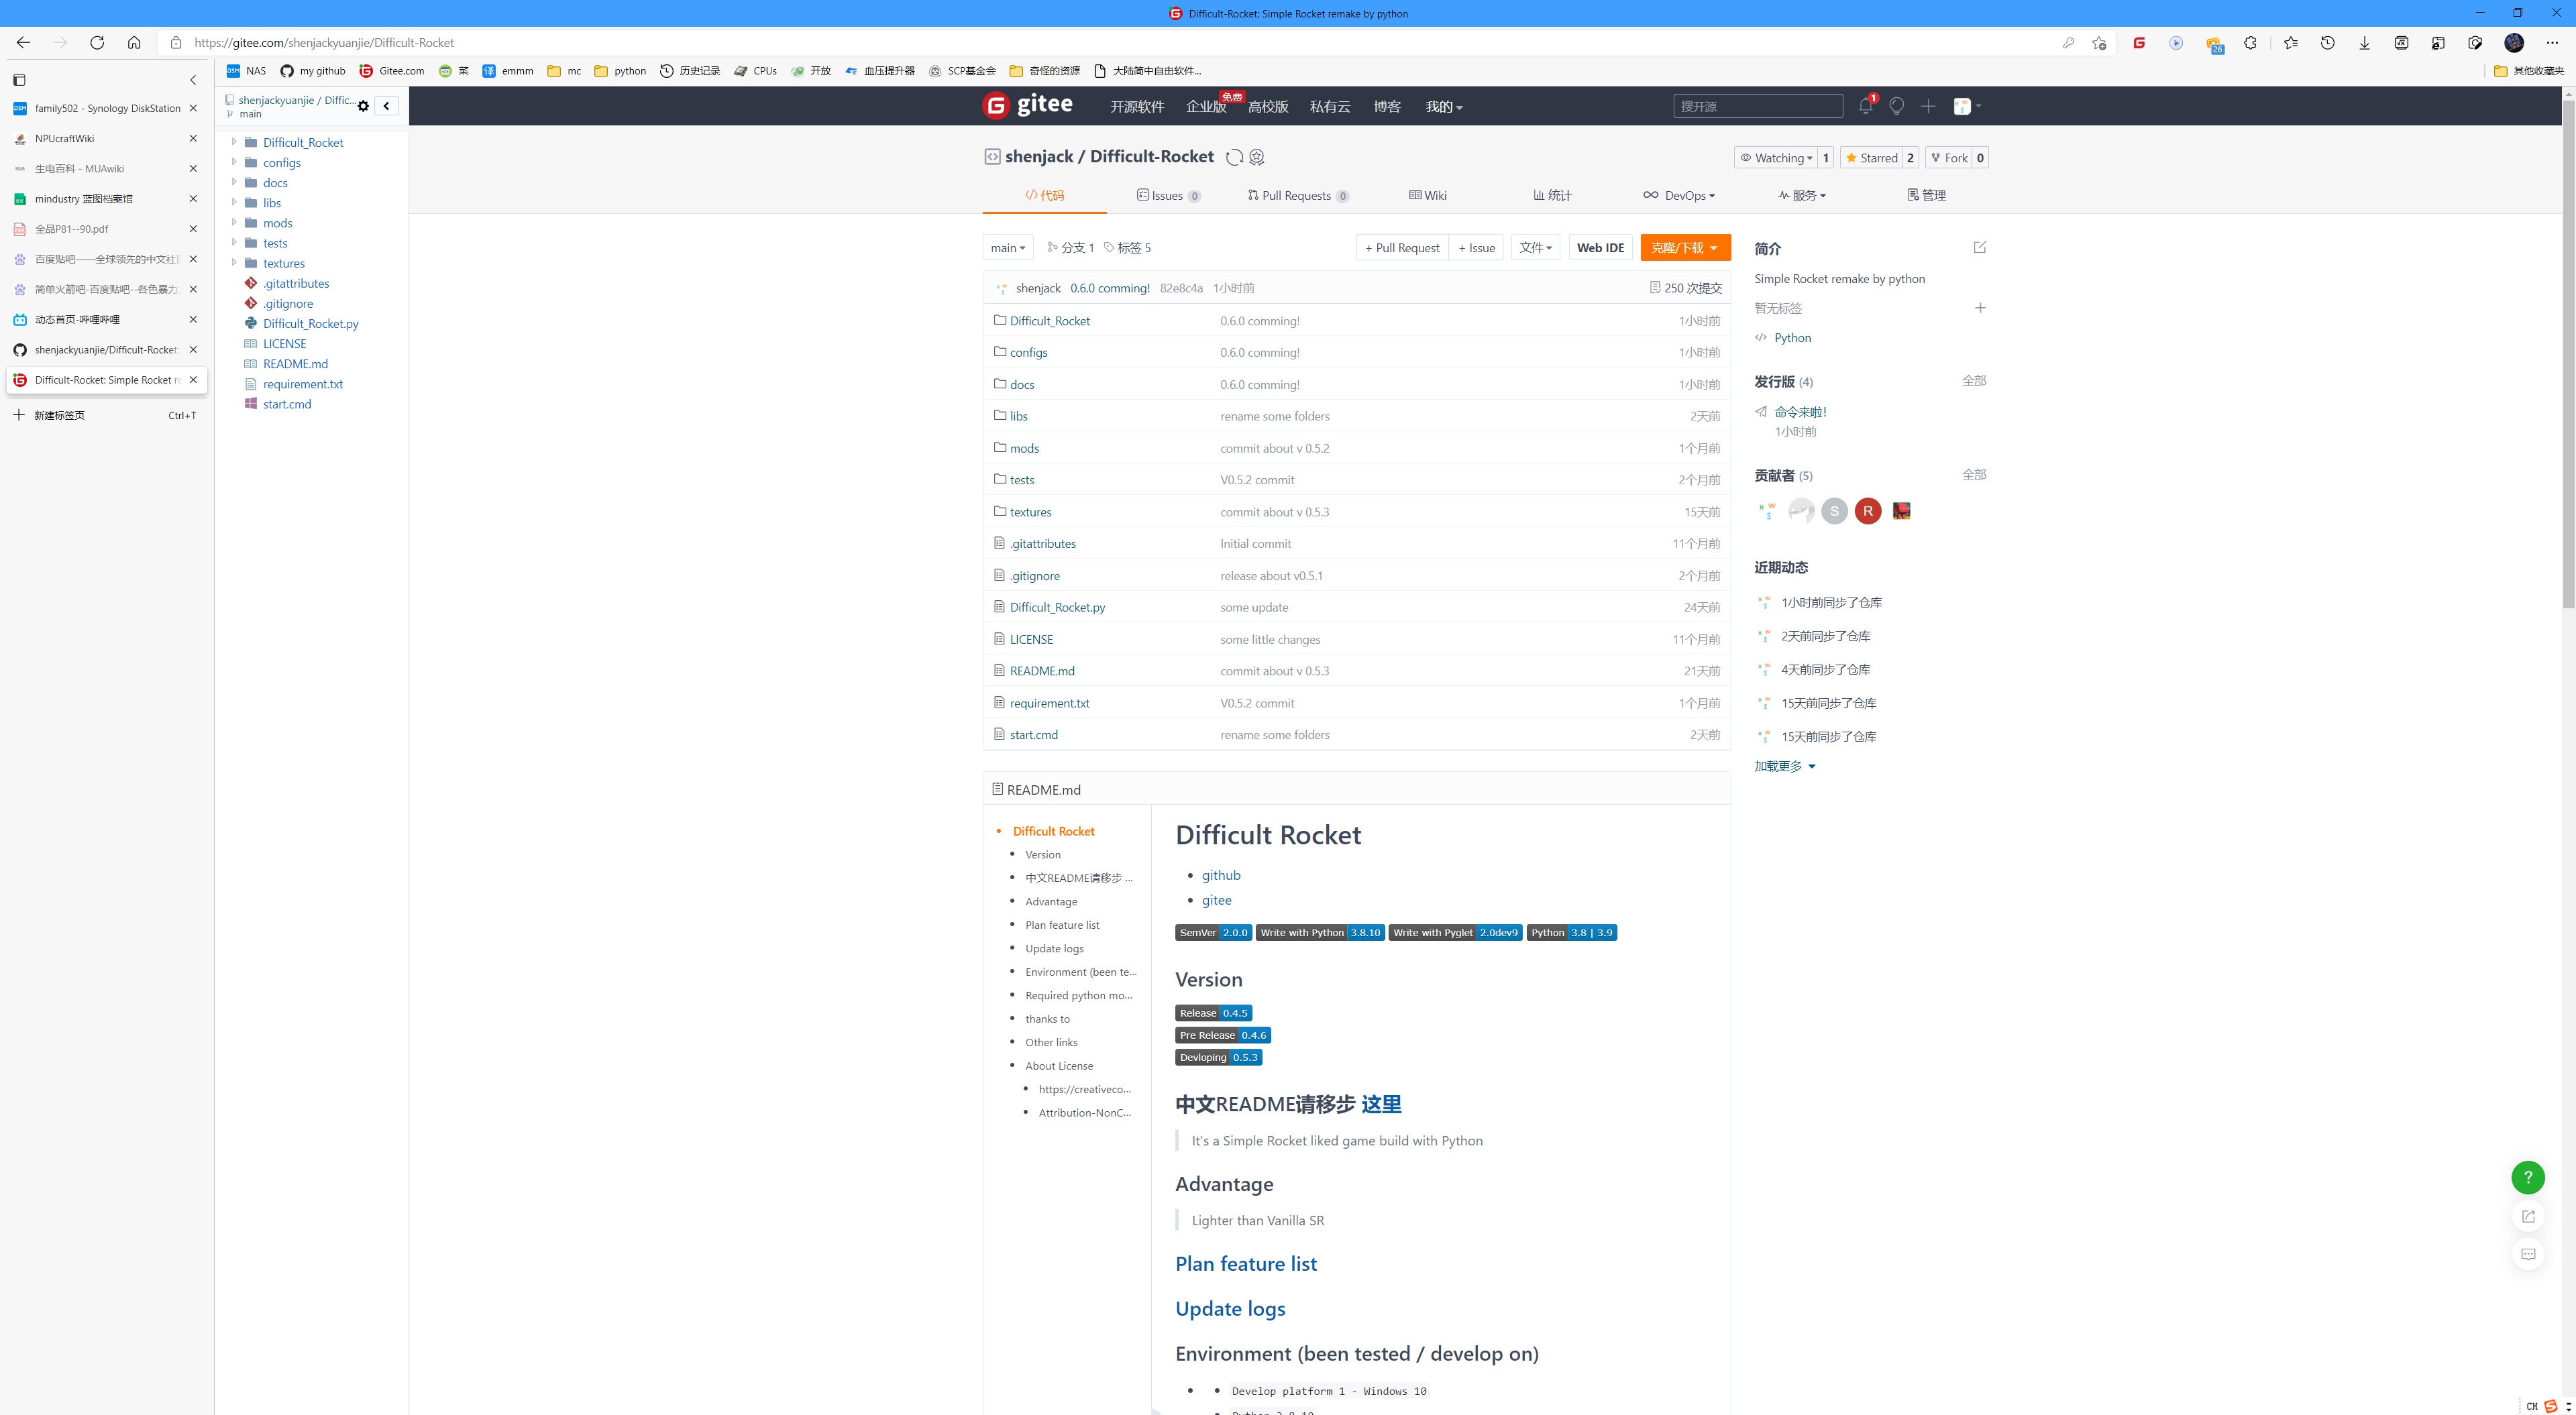 Difficult-Rocket: Simple Rocket remake by python
https://gitee.com/shenjackyuanjie/Difficult-Rocket
26
NAS my github Gitee.com 菜 emmm mc python 历史记录 CPUs 开放 血压提升器 SCP基金会 奇怪的资源 大陆简中自由软件... 其他收藏夹
family502 - Synology DiskStation
NPUcraftWiki
生电百科 - MUAwiki
mindustry 蓝图档案馆
全品P81--90.pdf
百度贴吧——全球领先的中文社
简单火箭吧-百度贴吧--各色暴力
动态首页-哔哩哔哩
shenjackyuanjie/Difficult-Rocket:
Difficult-Rocket: Simple Rocket re
新建标签页 Ctrl+T
shenjackyuanjie / Diffic...
main
Difficult_Rocket
configs
docs
libs
mods
tests
textures
.gitattributes
.gitignore
Difficult_Rocket.py
LICENSE
README.md
requirement.txt
start.cmd
gitee 开源软件 企业版 免费 高校版 私有云 博客 我的 搜开源 1
shenjack / Difficult-Rocket Watching 1 Starred 2 Fork 0
代码 Issues 0 Pull Requests 0 Wiki 统计 DevOps 服务 管理
main 分支 1 标签 5 + Pull Request + Issue 文件 Web IDE 克隆/下载
shenjack 0.6.0 comming! 82e8c4a 1小时前 250 次提交
Difficult_Rocket 0.6.0 comming! 1小时前
configs 0.6.0 comming! 1小时前
docs 0.6.0 comming! 1小时前
libs rename some folders 2天前
mods commit about v 0.5.2 1个月前
tests V0.5.2 commit 2个月前
textures commit about v 0.5.3 15天前
.gitattributes Initial commit 11个月前
.gitignore release about v0.5.1 2个月前
Difficult_Rocket.py some update 24天前
LICENSE some little changes 11个月前
README.md commit about v 0.5.3 21天前
requirement.txt V0.5.2 commit 1个月前
start.cmd rename some folders 2天前
简介
Simple Rocket remake by python
暂无标签
Python
发行版 (4) 全部
命令来啦!
1小时前
贡献者 (5) 全部
S R
近期动态
1小时前同步了仓库
2天前同步了仓库
4天前同步了仓库
15天前同步了仓库
15天前同步了仓库
加载更多
README.md
Difficult Rocket
Version
中文README请移步 ...
Advantage
Plan feature list
Update logs
Environment (been te...
Required python mo...
thanks to
Other links
About License
https://creativeco...
Attribution-NonC...
Difficult Rocket
github
gitee
SemVer 2.0.0 Write with Python 3.8.10 Write with Pyglet 2.0dev9 Python 3.8 | 3.9
Version
Release 0.4.5
Pre Release 0.4.6
Devloping 0.5.3
中文README请移步 这里
It's a Simple Rocket liked game build with Python
Advantage
Lighter than Vanilla SR
Plan feature list
Update logs
Environment (been tested / develop on)
Develop platform 1 - Windows 10
Python 3.8.10
?
CH